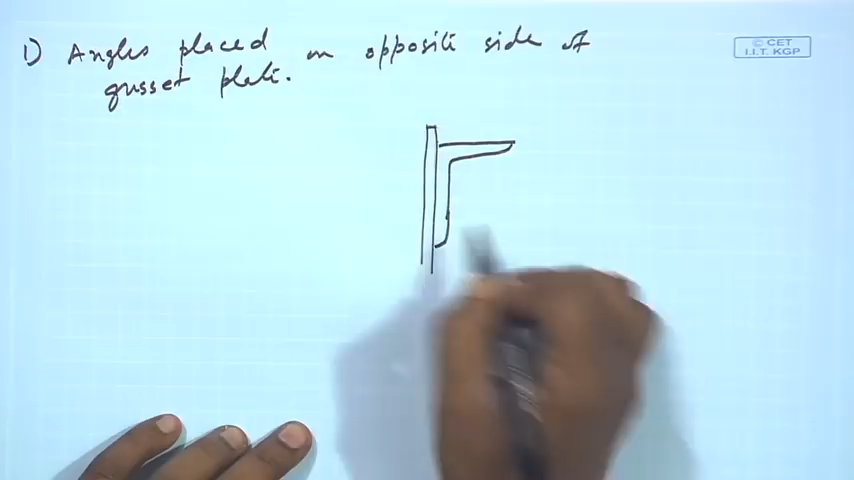 1) Angles placed on opposite side of
gusset plate.
© CET
I.I.T. KGP